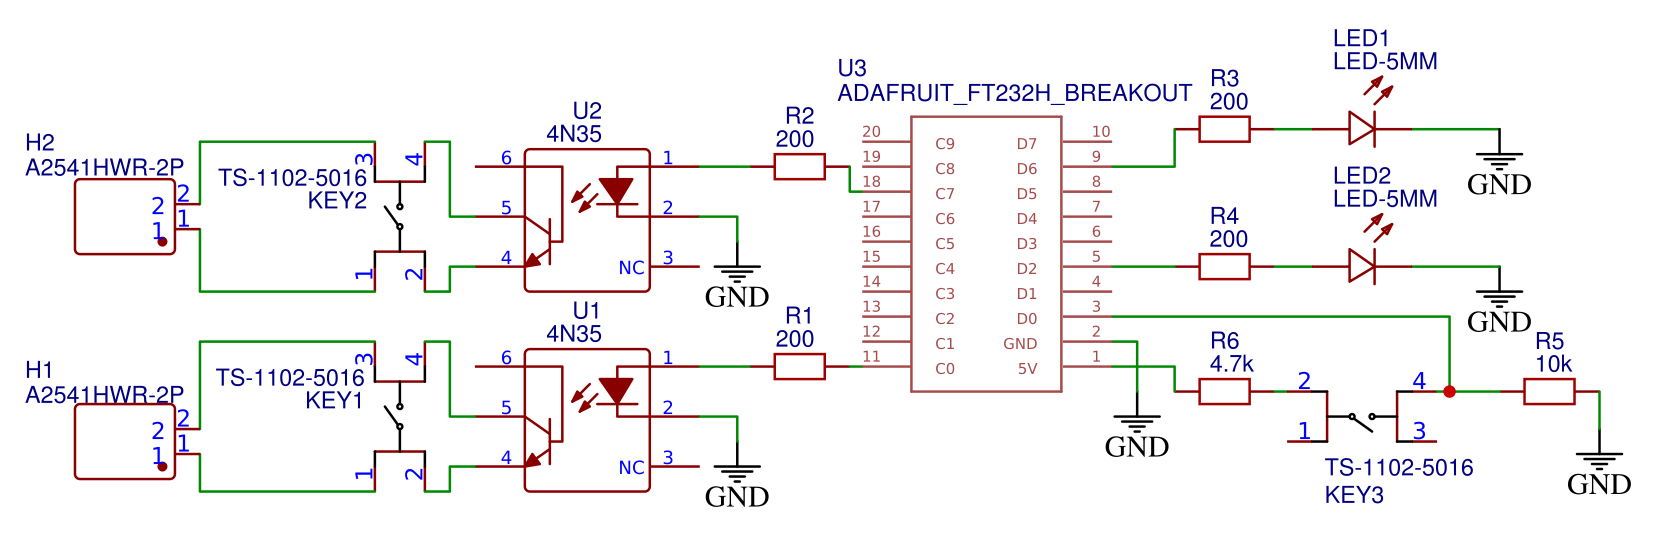 H2
A2541HWR-2P
2
1
2
1
TS-1102-5016
KEY2
3
4
1
2
U2
4N35
6
5
4
1
2
3
NC
GND
R2
200
H1
A2541HWR-2P
2
1
2
1
TS-1102-5016
KEY1
3
4
1
2
U1
4N35
6
5
4
1
2
3
NC
GND
R1
200
U3
ADAFRUIT_FT232H_BREAKOUT
20 C9 D7 10
19 C8 D6 9
18 C7 D5 8
17 C6 D4 7
16 C5 D3 6
15 C4 D2 5
14 C3 D1 4
13 C2 D0 3
12 C1 GND 2
11 C0 5V 1
GND
R3
200
LED1
LED-5MM
GND
R4
200
LED2
LED-5MM
GND
R6
4.7k
2
1
4
3
TS-1102-5016
KEY3
R5
10k
GND